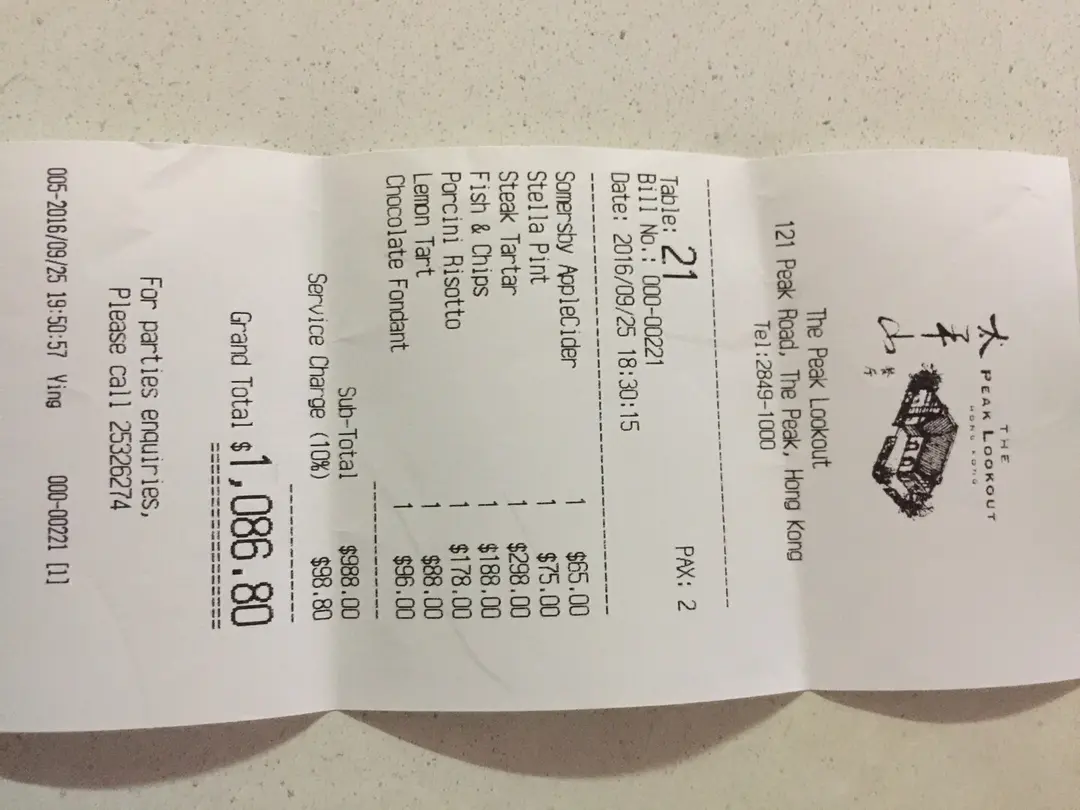 太
平
山
餐
厅
THE
PEAK LOOKOUT
HONG KONG
The Peak Lookout
121 Peak Road, The Peak, Hong Kong
Tel:2849-1000
Table: 21 PAX: 2
Bill No.: 000-00221
Date: 2016/09/25 18:30:15
Somersby AppleCider 1 $65.00
Stella Pint 1 $75.00
Steak Tartar 1 $298.00
Fish & Chips 1 $188.00
Porcini Risotto 1 $178.00
Lemon Tart 1 $88.00
Chocolate Fondant 1 $96.00
Sub-Total $988.00
Service Charge (10%) $98.80
Grand Total $1,086.80
For parties enquiries,
Please call 25326274
005-2016/09/25 19:50:57 Ying 000-00221 [1]